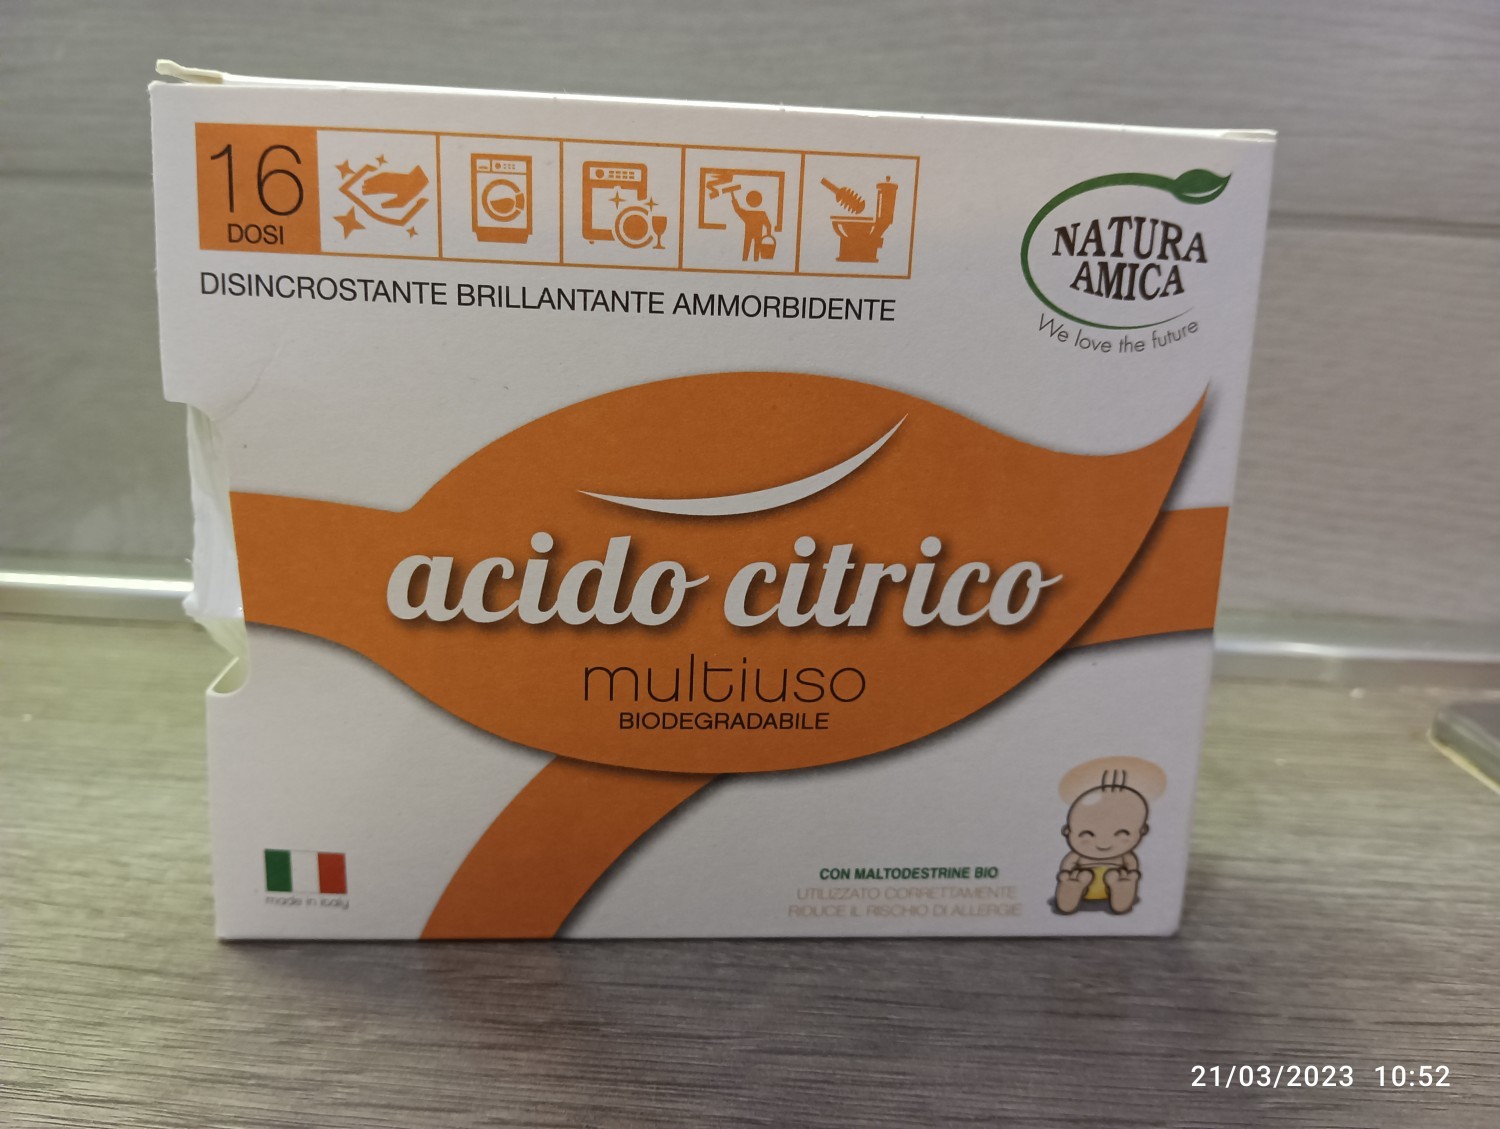 16
DOSI
DISINCROSTANTE BRILLANTANTE AMMORBIDENTE
NATURA
AMICA
We love the future
acido citrico
multiuso
BIODEGRADABILE
made in italy
CON MALTODESTRINE BIO
UTILIZZATO CORRETTAMENTE
RIDUCE IL RISCHIO DI ALLERGIE
21/03/2023 10:52